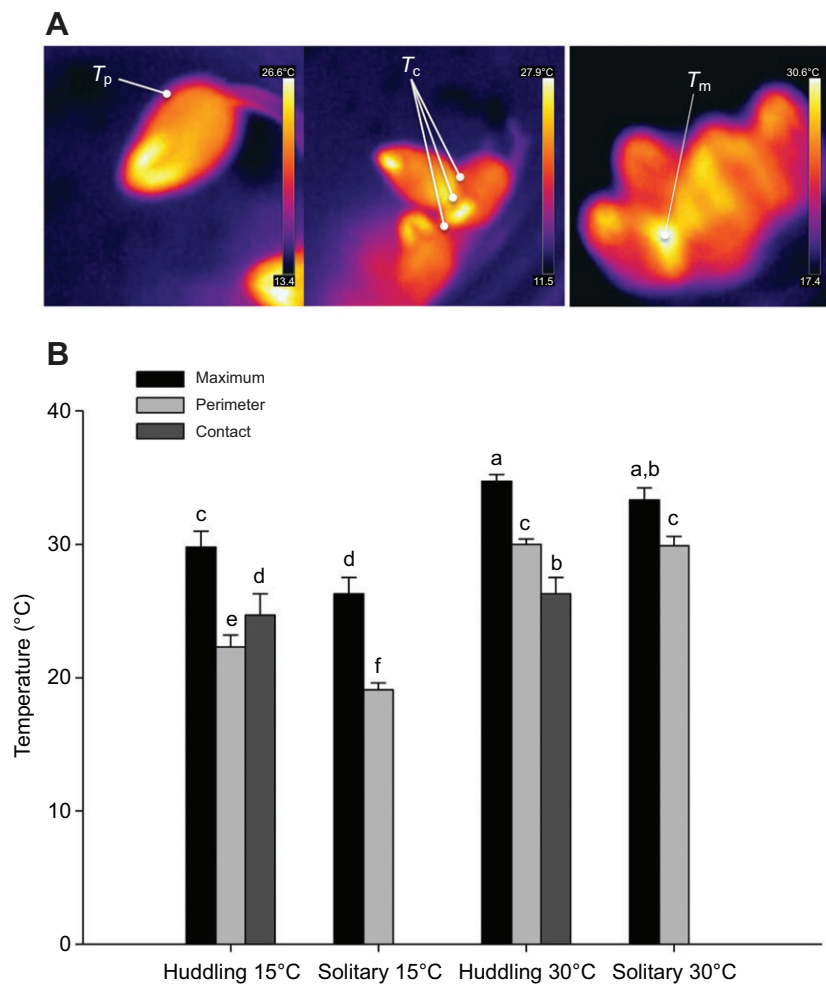 A
Tp
26.6°C
13.4
Tc
27.9°C
11.5
Tm
30.6°C
17.4
B
Maximum
Perimeter
Contact
Temperature (°C)
40
30
20
10
0
c
e
d
d
f
a
c
b
a,b
c
Huddling 15°C
Solitary 15°C
Huddling 30°C
Solitary 30°C